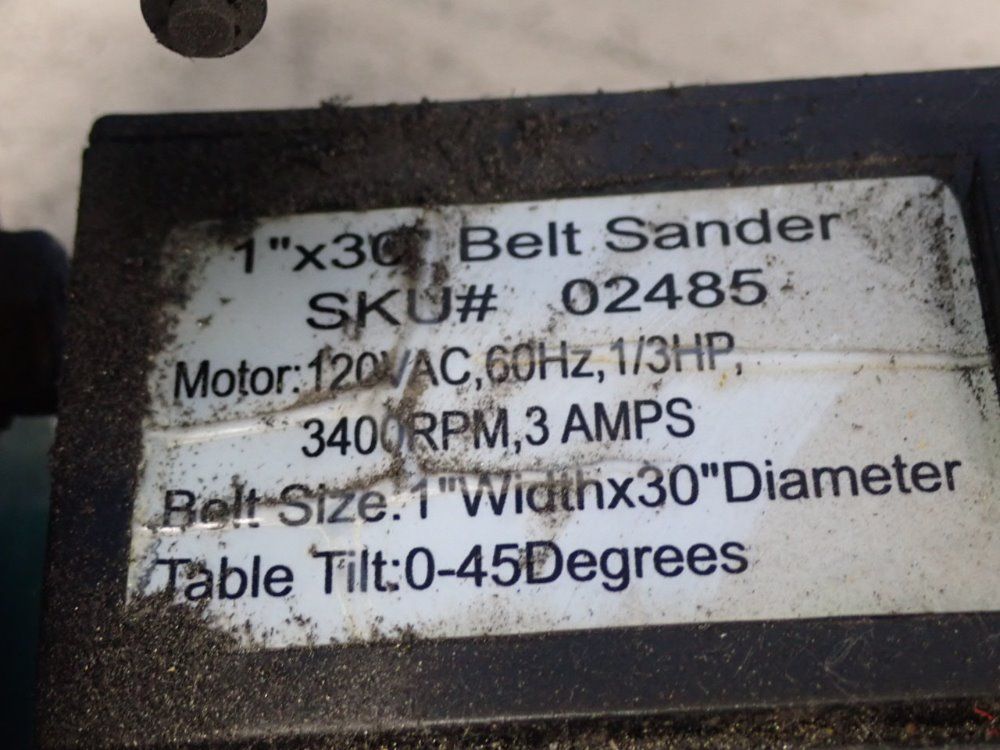 1"x30" Belt Sander
SKU# 02485
Motor:120VAC,60Hz,1/3HP,
3400RPM,3 AMPS
Belt Size:1"Widthx30"Diameter
Table Tilt:0-45Degrees